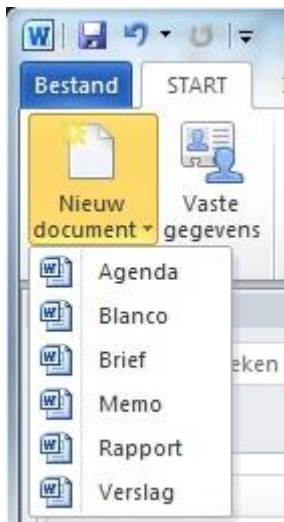 W
Bestand START
Nieuw document
Vaste gegevens
Agenda
Blanco
Brief
eken
Memo
Rapport
Verslag